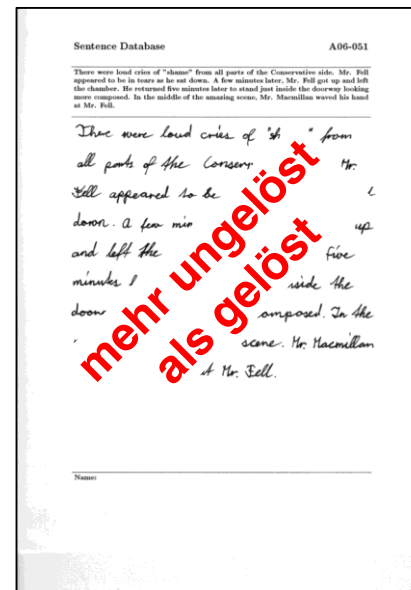 Sentence Database A06-051
There were loud cries of "shame" from all parts of the Conservative side. Mr. Fell
appeared to be in tears as he sat down. A few minutes later, Mr. Fell got up and left
the chamber. He returned five minutes later to stand just inside the doorway looking
more composed. In the middle of the amazing scene, Mr. Macmillan waved his hand
at Mr. Fell.
There were loud cries of "sh " from
all parts of the Conserv Mr.
Fell appeared to be
down. A few min up
and left the five
minutes l inside the
doorw omposed. In the
scene. Mr. Macmillan
at Mr. Fell.
mehr ungelöst
als gelöst
Name: